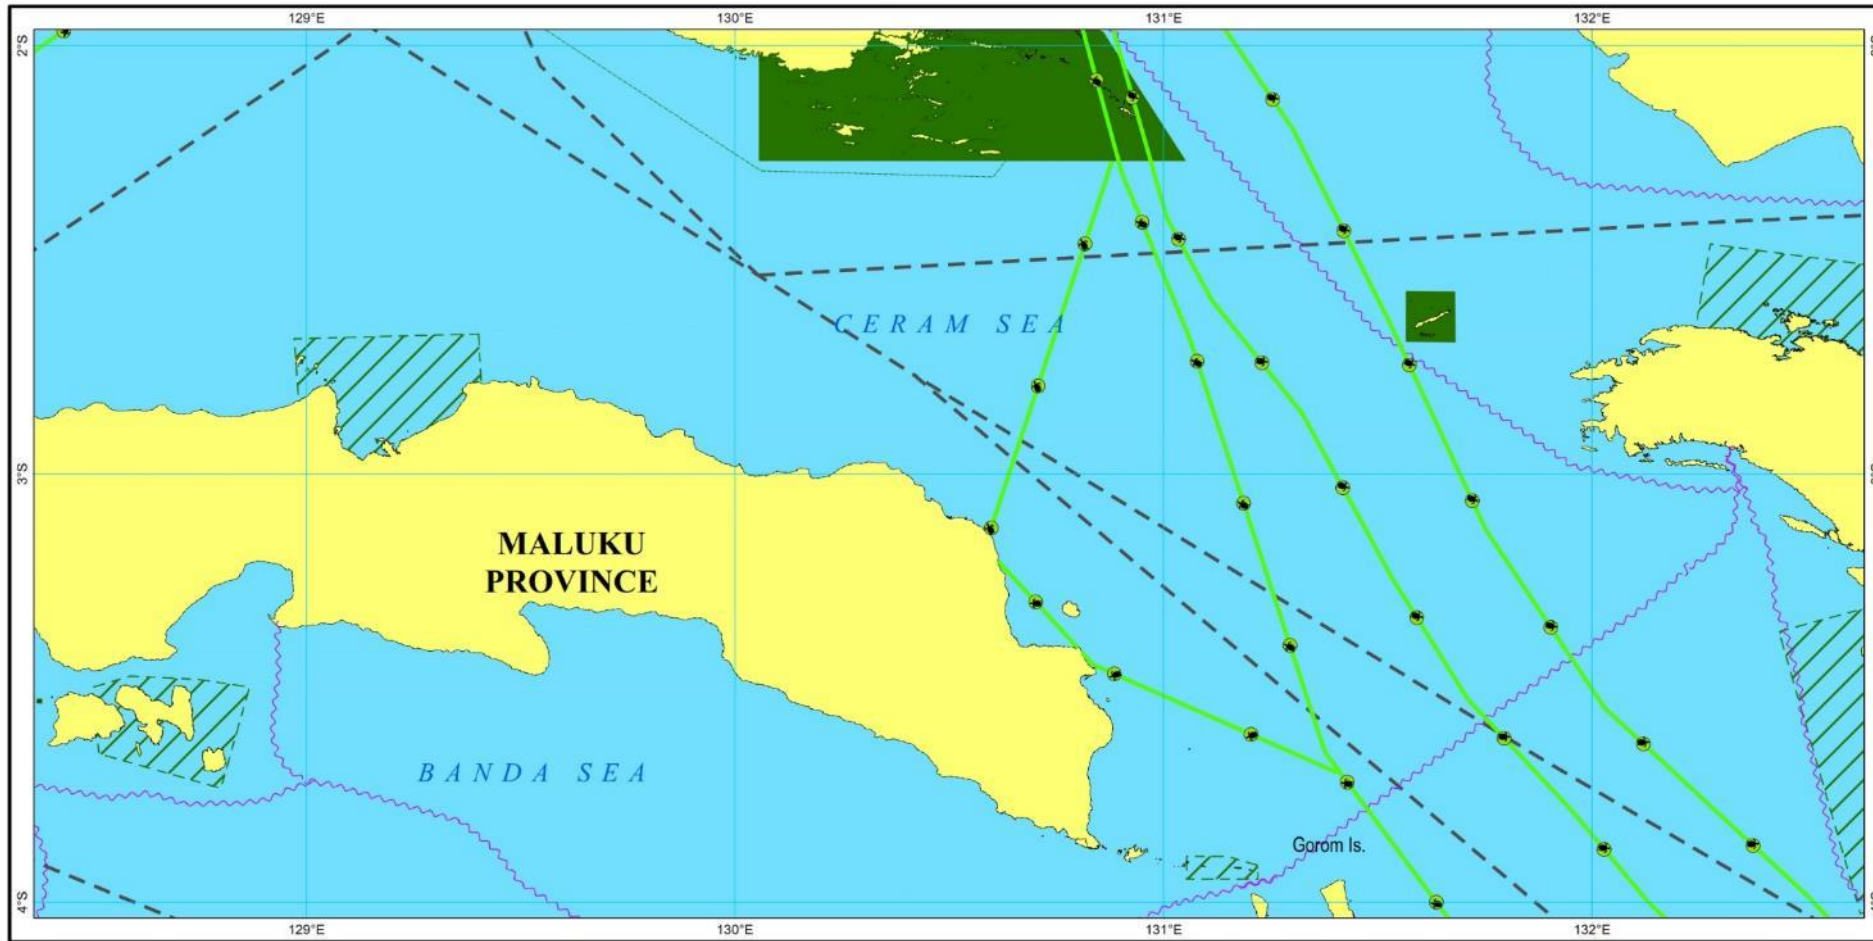 129°E
130°E
131°E
132°E
2°S
CERAM SEA
3°S
MALUKU
PROVINCE
BANDA SEA
Gorom Is.
4°S
129°E
130°E
131°E
132°E